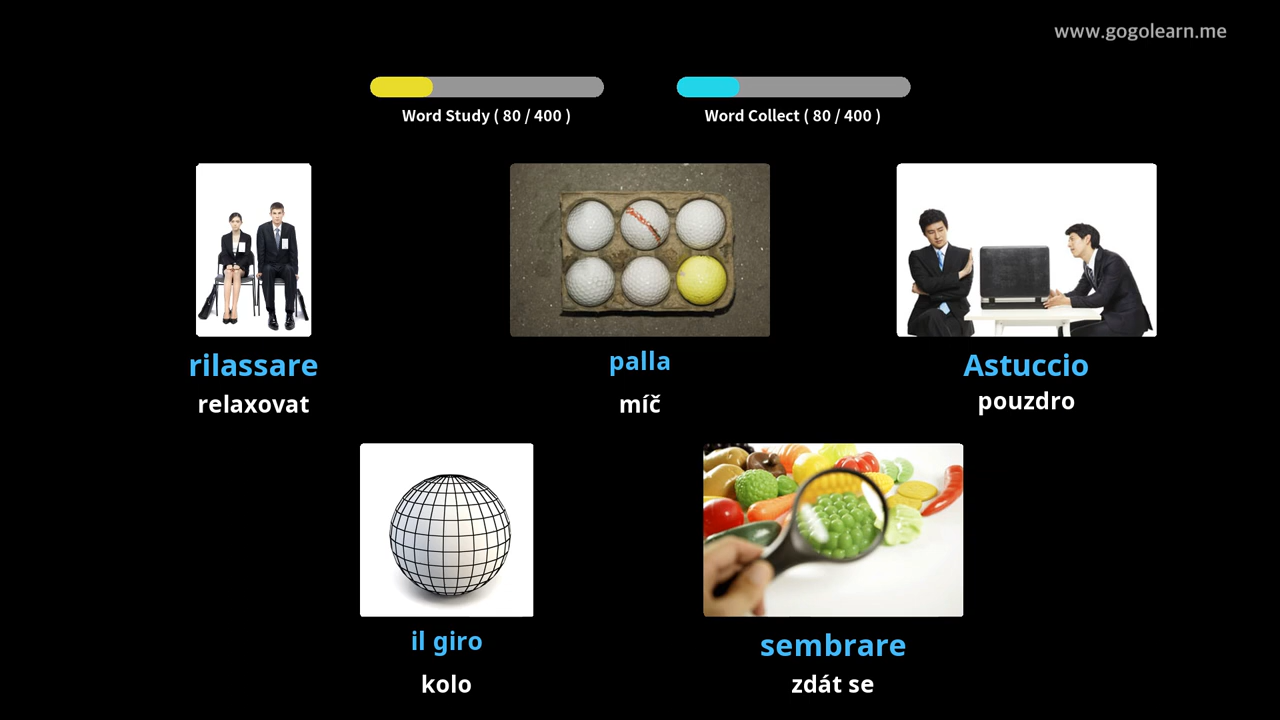 www.gogolearn.me
Word Study ( 80 / 400 )
Word Collect ( 80 / 400 )
rilassare
relaxovat
palla
míč
Astuccio
pouzdro
il giro
kolo
sembrare
zdát se